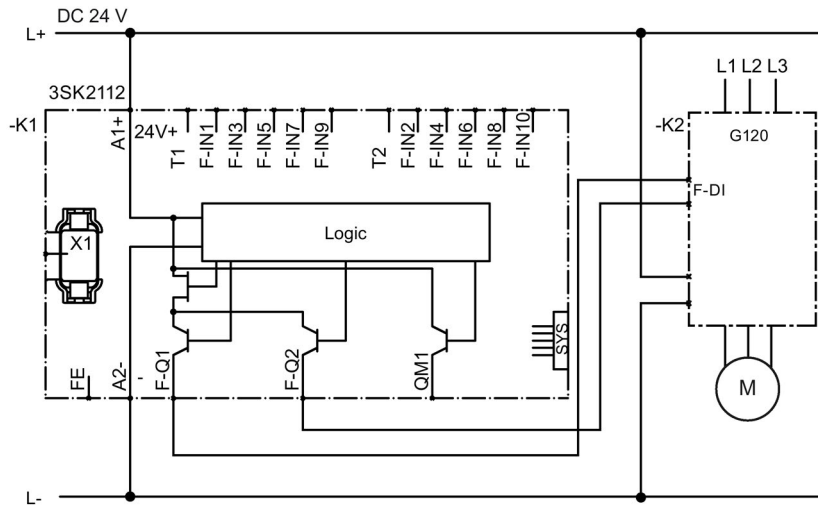 DC 24 V
L+
3SK2112
L1 L2 L3
-K1
A1+
24V+
T1
F-IN1
F-IN3
F-IN5
F-IN7
F-IN9
T2
F-IN2
F-IN4
F-IN6
F-IN8
F-IN10
-K2
G120
F-DI
X1
Logic
SYS
FE
A2-
-
F-Q1
F-Q2
QM1
M
L-